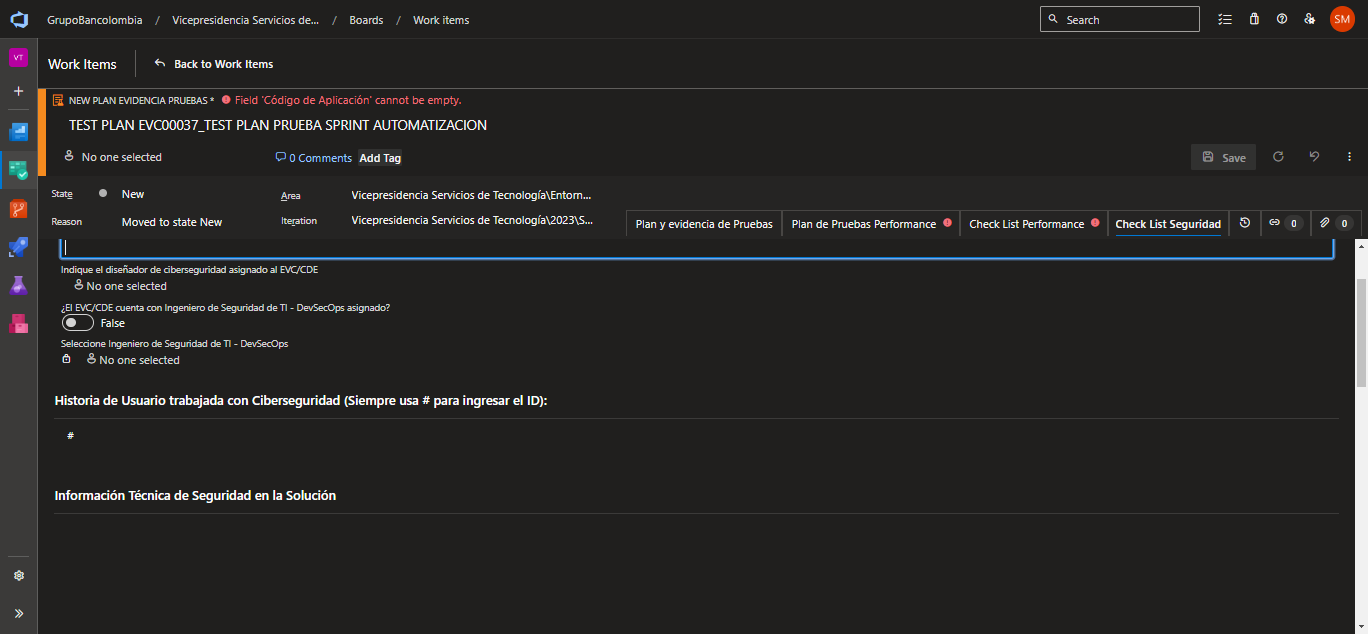 GrupoBancolombia / Vicepresidencia Servicios de... / Boards / Work items
Search
SM
VT
Work Items
Back to Work Items
NEW PLAN EVIDENCIA PRUEBAS * Field 'Código de Aplicación' cannot be empty.
TEST PLAN EVC00037_TEST PLAN PRUEBA SPRINT AUTOMATIZACION
No one selected
0 Comments
Add Tag
Save
State
New
Area
Vicepresidencia Servicios de Tecnología\Entorn...
Reason
Moved to state New
Iteration
Vicepresidencia Servicios de Tecnología\2023\S...
Plan y evidencia de Pruebas
Plan de Pruebas Performance
Check List Performance
Check List Seguridad
0
0
Indique el diseñador de ciberseguridad asignado al EVC/CDE
No one selected
¿El EVC/CDE cuenta con Ingeniero de Seguridad de TI - DevSecOps asignado?
False
Seleccione Ingeniero de Seguridad de TI - DevSecOps
No one selected
Historia de Usuario trabajada con Ciberseguridad (Siempre usa # para ingresar el ID):
#
Información Técnica de Seguridad en la Solución